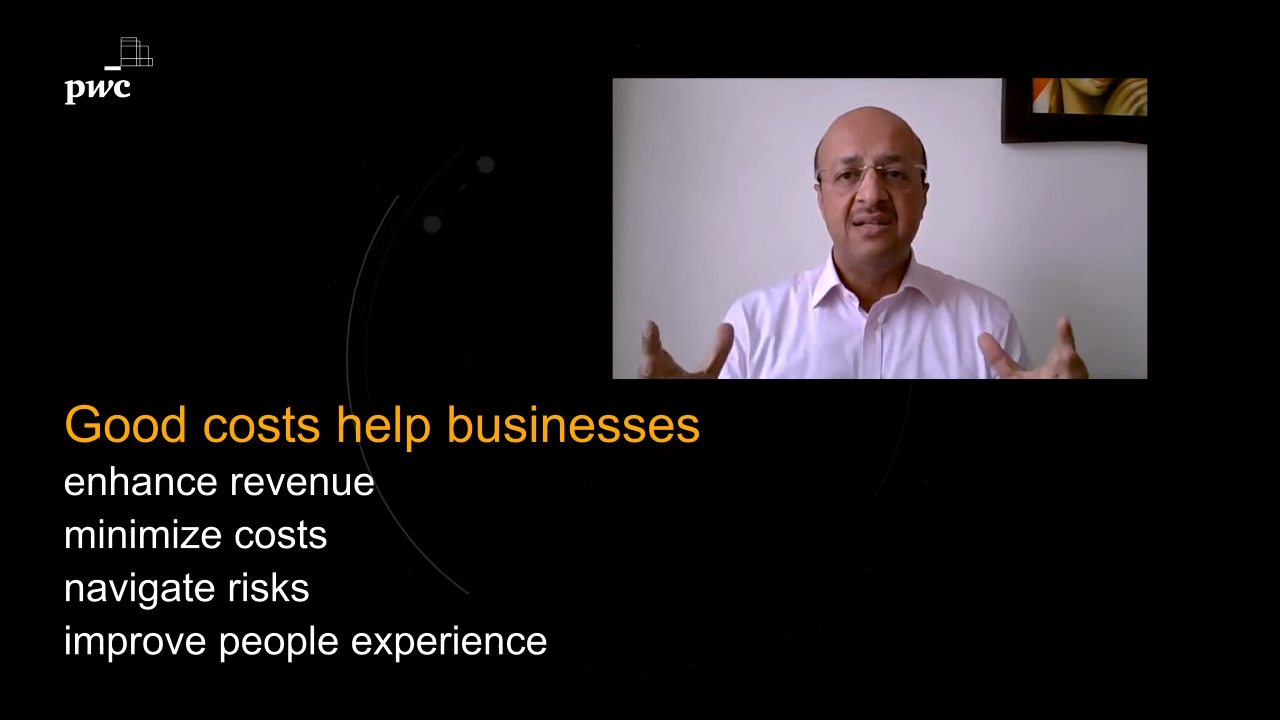 pwc
Good costs help businesses
enhance revenue
minimize costs
navigate risks
improve people experience